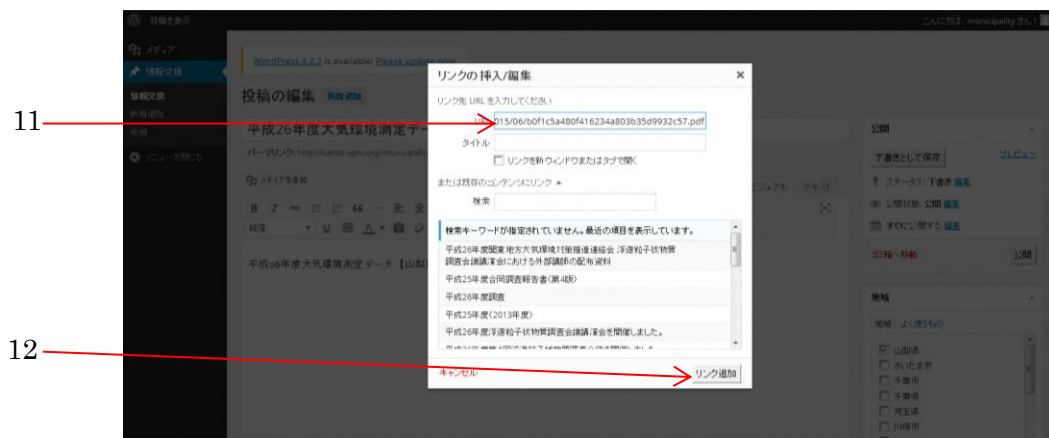 投稿を表示
こんにちは、municipality さん！
メディア
情報交換
WordPress 4.2.2 is available! Please update now.
情報交換
新規追加
地域
メニューを閉じる
投稿の編集 新規追加
平成26年度大気環境測定デー
パーマリンク: http://kanto-spm.org/municipality
メディアを追加
ビジュアル テキスト
段落
平成26年度大気環境測定データ【山梨
リンクの挿入/編集
×
リンク先 URL を入力してください
11
URL 015/06/b0f1c5a480f416234a803b35d9932c57.pdf
タイトル
リンクを新ウィンドウまたはタブで開く
または既存のコンテンツにリンク
検索
検索キーワードが指定されていません。最近の項目を表示しています。
平成26年度関東地方大気環境対策推進連絡会 浮遊粒子状物質
調査会議講演会における外部講師の配布資料
平成25年度合同調査報告書(第4版)
平成26年度調査
平成25年度(2013年度)
平成26年度浮遊粒子状物質調査会議講演会を開催しました。
12
キャンセル
リンク追加
公開
下書きとして保存
プレビュー
ステータス: 下書き 編集
公開状態: 公開 編集
すぐに公開する 編集
ゴミ箱へ移動
公開
地域
地域 よく使うもの
山梨県
さいたま市
千葉市
千葉県
埼玉県
川崎市